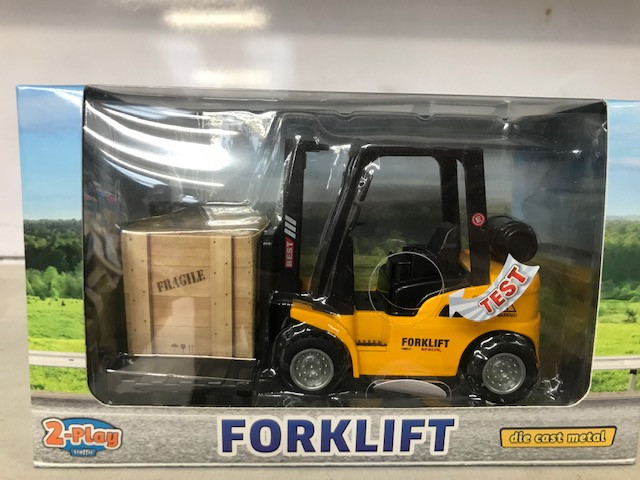 BEST
FRAGILE
TEST
FORKLIFT
SPECIAL
2-Play
traffic
FORKLIFT
die cast metal